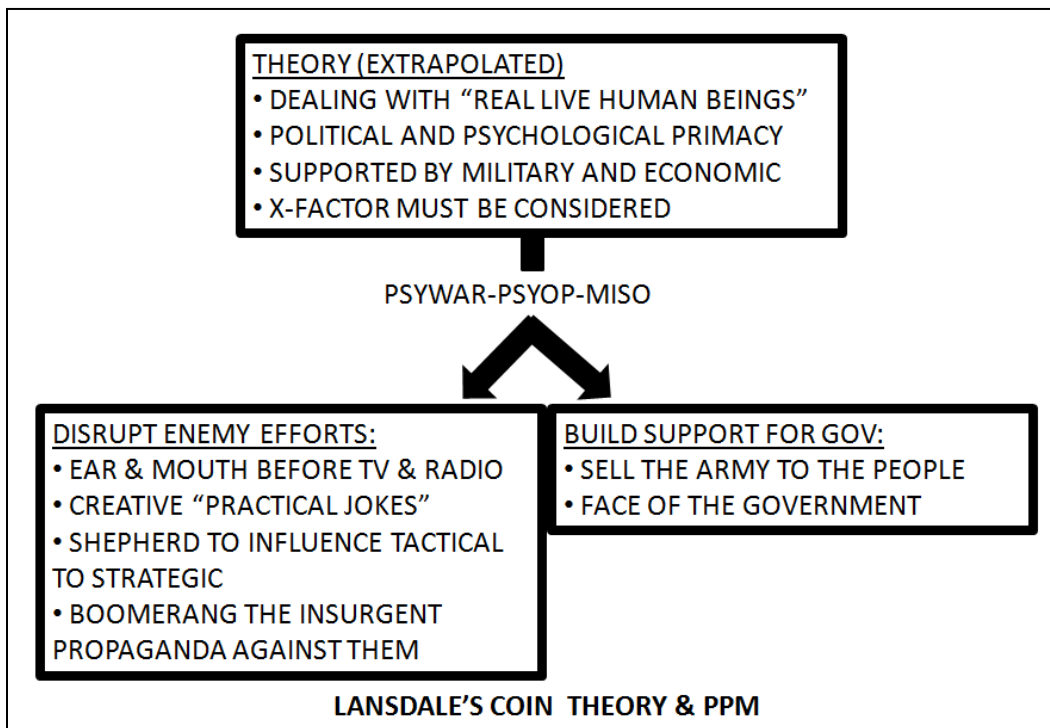 THEORY (EXTRAPOLATED)
• DEALING WITH “REAL LIVE HUMAN BEINGS”
• POLITICAL AND PSYCHOLOGICAL PRIMACY
• SUPPORTED BY MILITARY AND ECONOMIC
• X-FACTOR MUST BE CONSIDERED
PSYWAR-PSYOP-MISO
DISRUPT ENEMY EFFORTS:
• EAR & MOUTH BEFORE TV & RADIO
• CREATIVE “PRACTICAL JOKES”
• SHEPHERD TO INFLUENCE TACTICAL
TO STRATEGIC
• BOOMERANG THE INSURGENT
PROPAGANDA AGAINST THEM
BUILD SUPPORT FOR GOV:
• SELL THE ARMY TO THE PEOPLE
• FACE OF THE GOVERNMENT
LANSDALE’S COIN THEORY & PPM